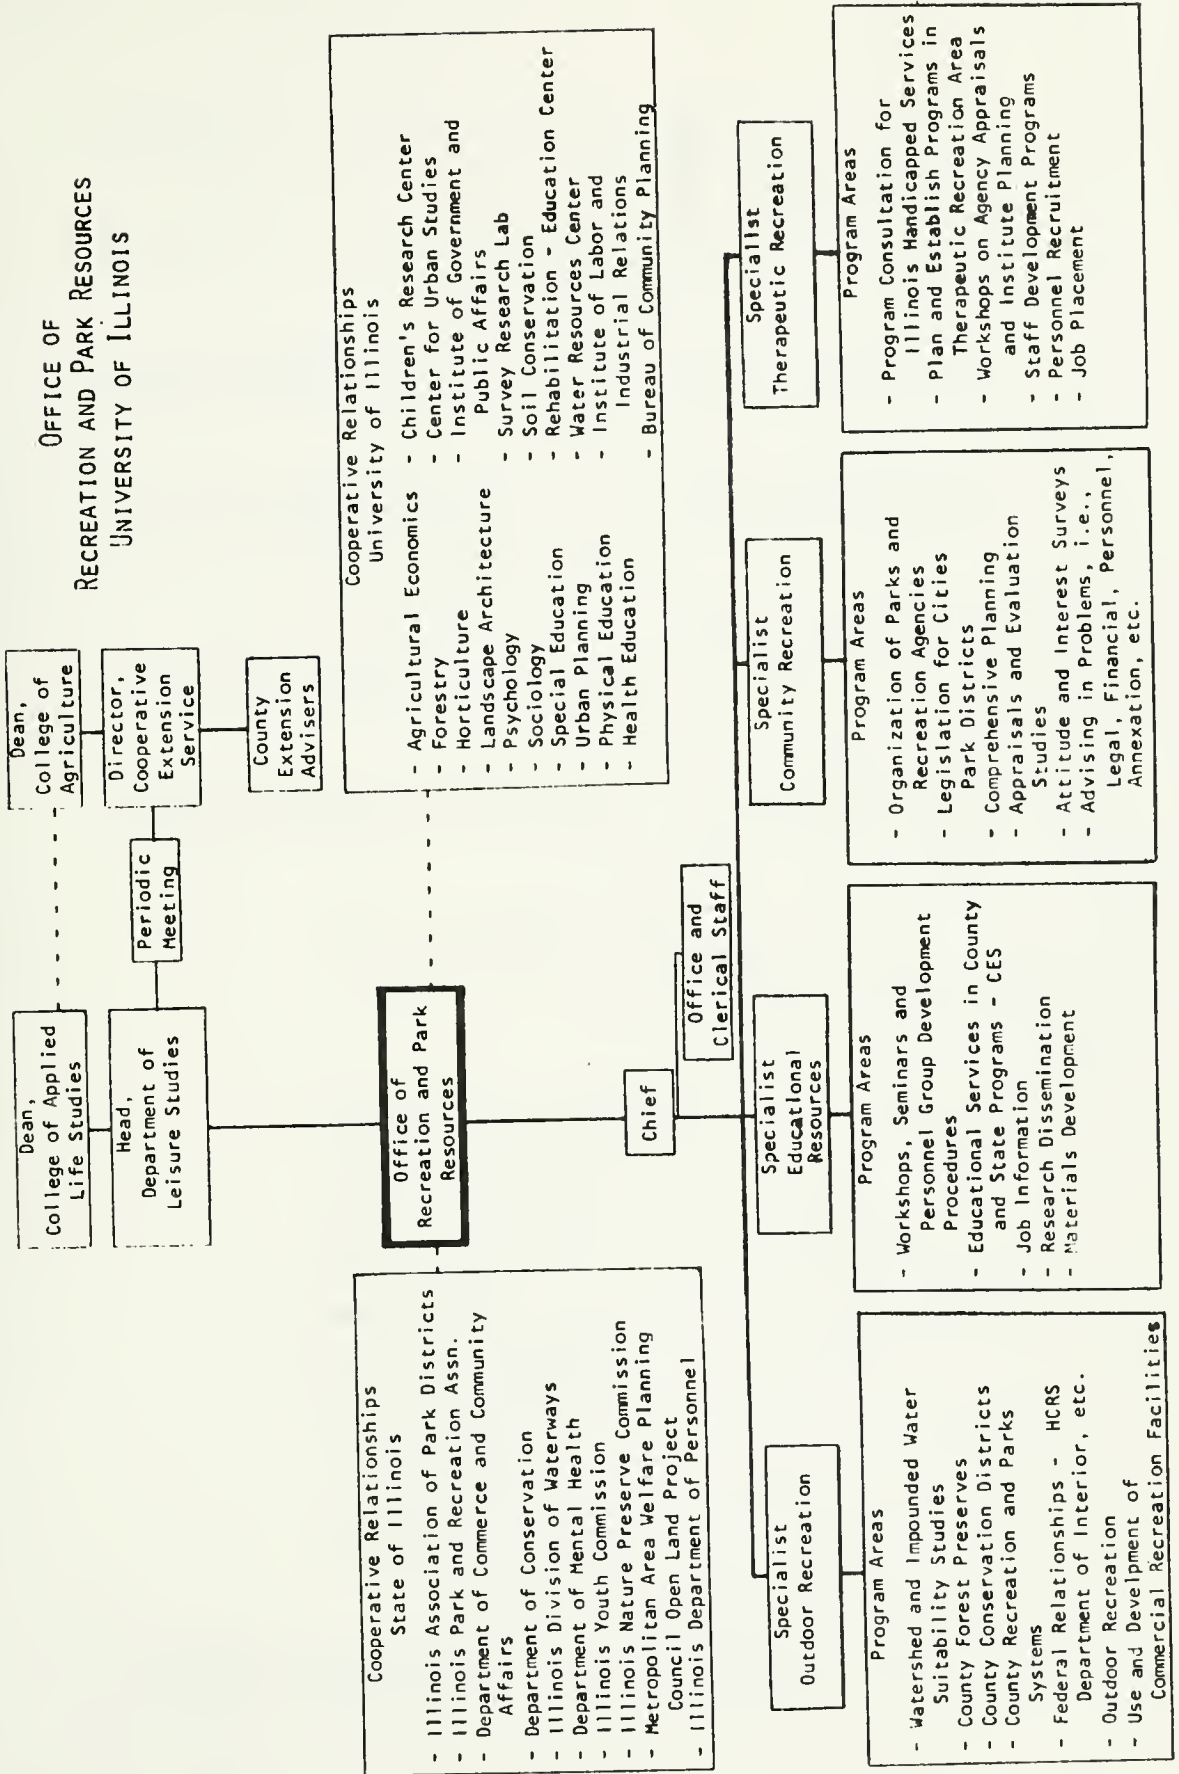 OFFICE OF
RECREATION AND PARK RESOURCES
UNIVERSITY OF ILLINOIS
Dean,
College of Applied
Life Studies
Dean,
College of
Agriculture
Head,
Department of
Leisure Studies
Periodic
Meeting
Director,
Cooperative
Extension
Service
County
Extension
Advisers
Cooperative Relationships
State of Illinois
- Illinois Association of Park Districts
- Illinois Park and Recreation Assn.
- Department of Commerce and Community
Affairs
- Department of Conservation
- Illinois Division of Waterways
- Department of Mental Health
- Illinois Youth Commission
- Illinois Nature Preserve Commission
- Metropolitan Area Welfare Planning
Council Open Land Project
- Illinois Department of Personnel
Office of
Recreation and Park
Resources
Cooperative Relationships
University of Illinois
- Agricultural Economics
- Forestry
- Horticulture
- Landscape Architecture
- Psychology
- Sociology
- Special Education
- Urban Planning
- Physical Education
- Health Education
- Children's Research Center
- Center for Urban Studies
- Institute of Government and
Public Affairs
- Survey Research Lab
- Soil Conservation
- Rehabilitation - Education Center
- Water Resources Center
- Institute of Labor and
Industrial Relations
- Bureau of Community Planning
Chief
Office and
Clerical Staff
Specialist
Outdoor Recreation
Program Areas
- Watershed and Impounded Water
Suitability Studies
- County Forest Preserves
- County Conservation Districts
- County Recreation and Parks
Systems
- Federal Relationships - HCRS
Department of Interior, etc.
- Outdoor Recreation
- Use and Develpment of
Commercial Recreation Facilities
Specialist
Educational
Resources
Program Areas
- Workshops, Seminars and
Personnel Group Development
Procedures
- Educational Services in County
and State Programs - CES
- Job Information
- Research Dissemination
- Materials Development
Specialist
Community Recreation
Program Areas
- Organization of Parks and
Recreation Agencies
- Legislation for Cities
Park Districts
- Comprehensive Planning
- Appraisals and Evaluation
Studies
- Attitude and Interest Surveys
- Advising in Problems, i.e.,
Legal, Financial, Personnel,
Annexation, etc.
Specialist
Therapeutic Recreation
Program Areas
- Program Consultation for
Illinois Handicapped Services
- Plan and Establish Programs in
Therapeutic Recreation Area
- Workshops on Agency Appraisals
and Institute Planning
- Staff Development Programs
- Personnel Recruitment
- Job Placement